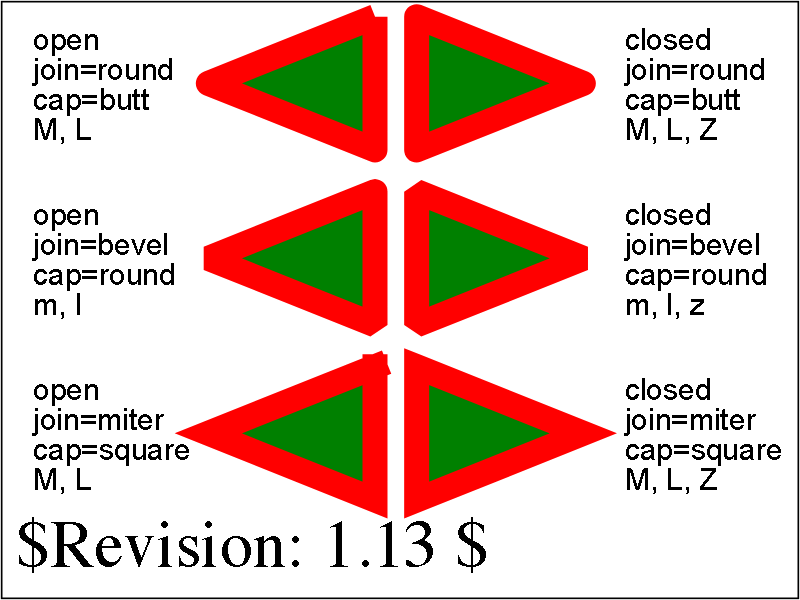 open
join=round
cap=butt
M, L
closed
join=round
cap=butt
M, L, Z
open
join=bevel
cap=round
m, l
closed
join=bevel
cap=round
m, l, z
open
join=miter
cap=square
M, L
closed
join=miter
cap=square
M, L, Z
$Revision: 1.13 $